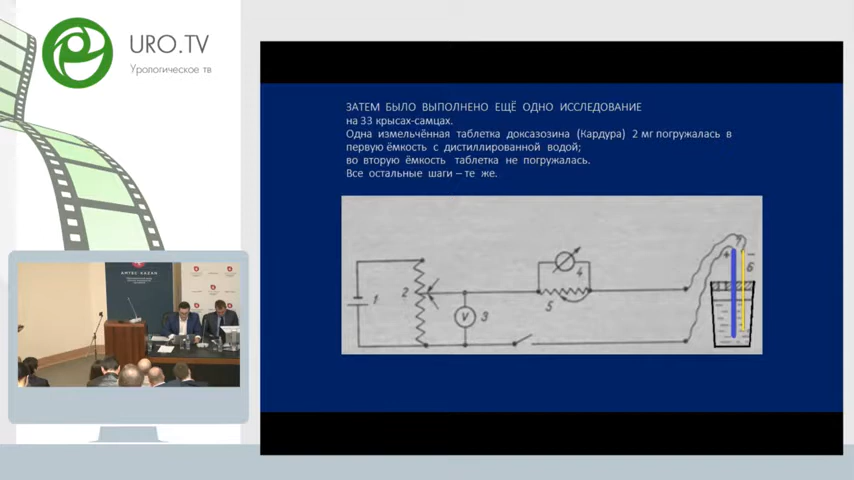 URO.TV
Урологическое тв
ЗАТЕМ БЫЛО ВЫПОЛНЕНО ЕЩЁ ОДНО ИССЛЕДОВАНИЕ
на 33 крысах-самцах.
Одна измельчённая таблетка доксазозина (Кардура) 2 мг погружалась в
первую ёмкость с дистиллированной водой;
во вторую ёмкость таблетка не погружалась.
Все остальные шаги – те же.
1
2
V
3
4
5
+
–
6
АМТЕС KAZAN